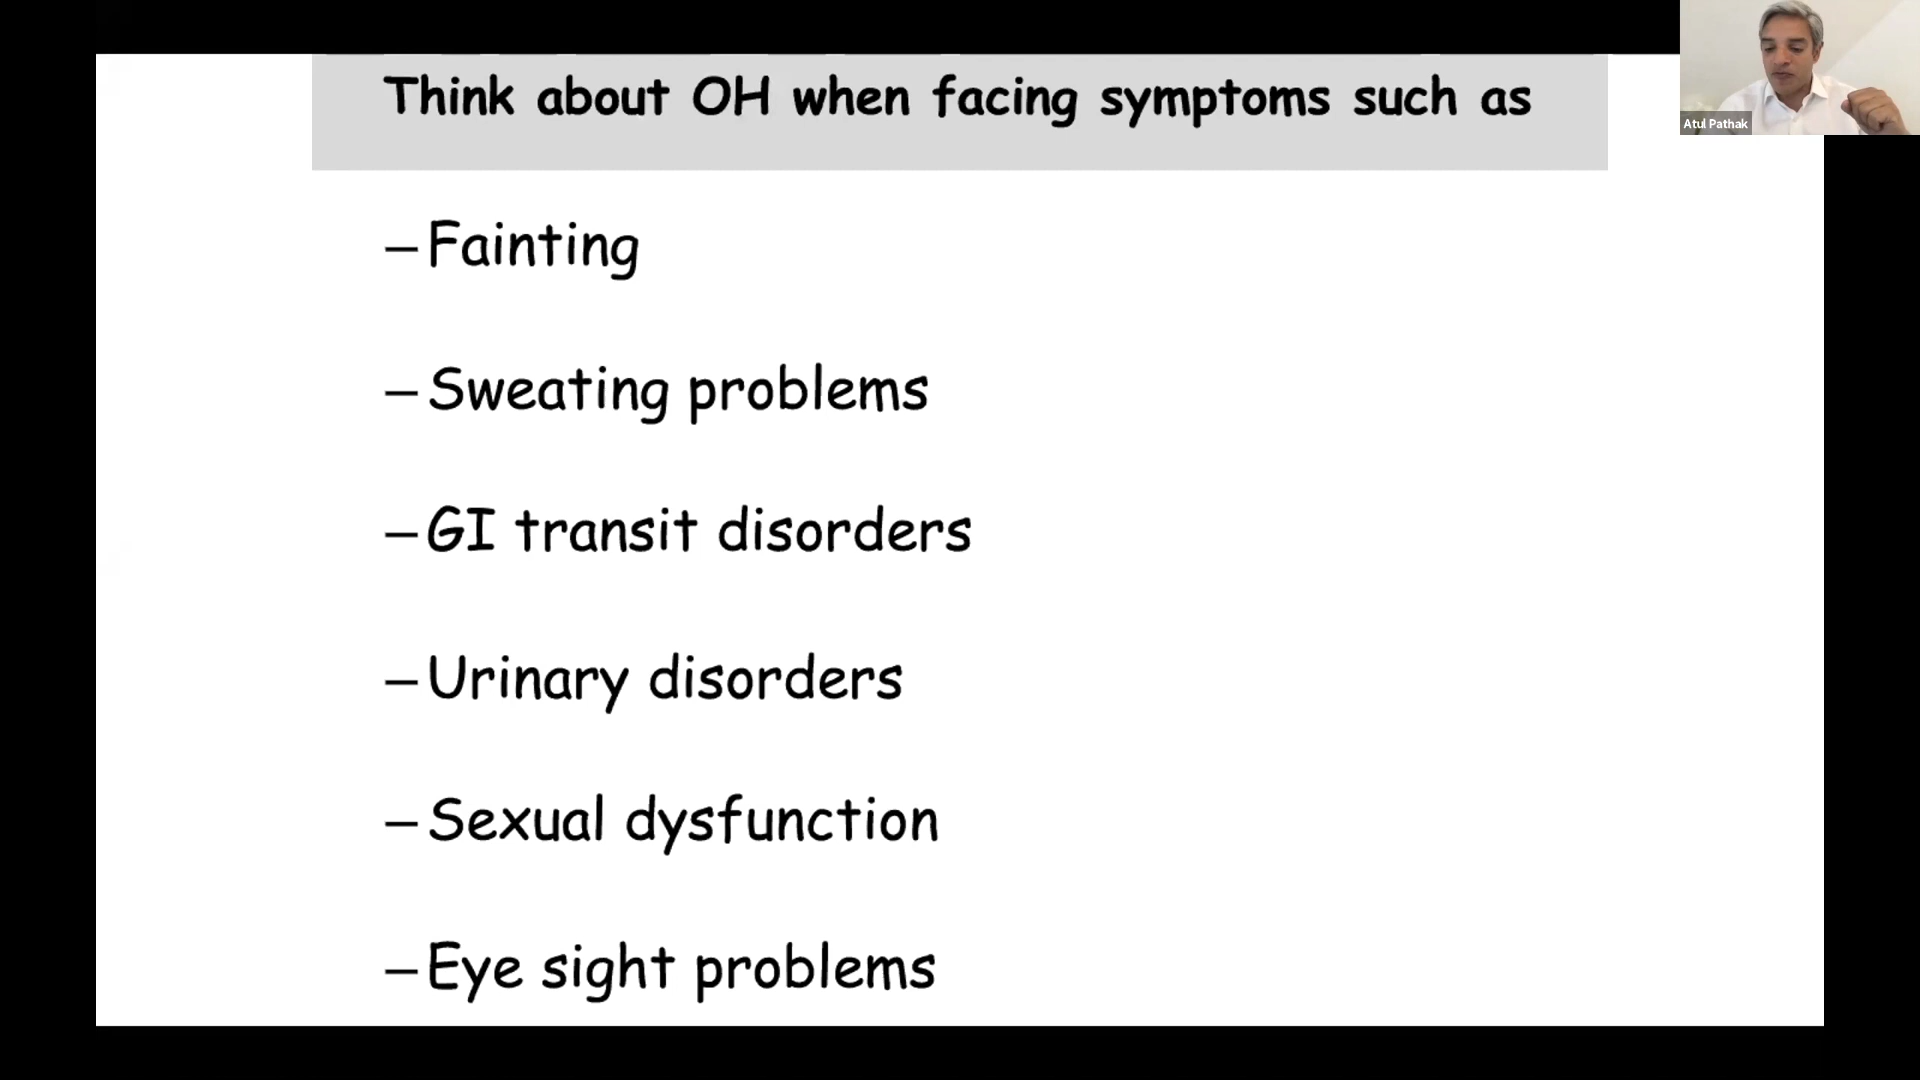 Think about OH when facing symptoms such as
Atul Pathak
– Fainting
– Sweating problems
– GI transit disorders
– Urinary disorders
– Sexual dysfunction
– Eye sight problems